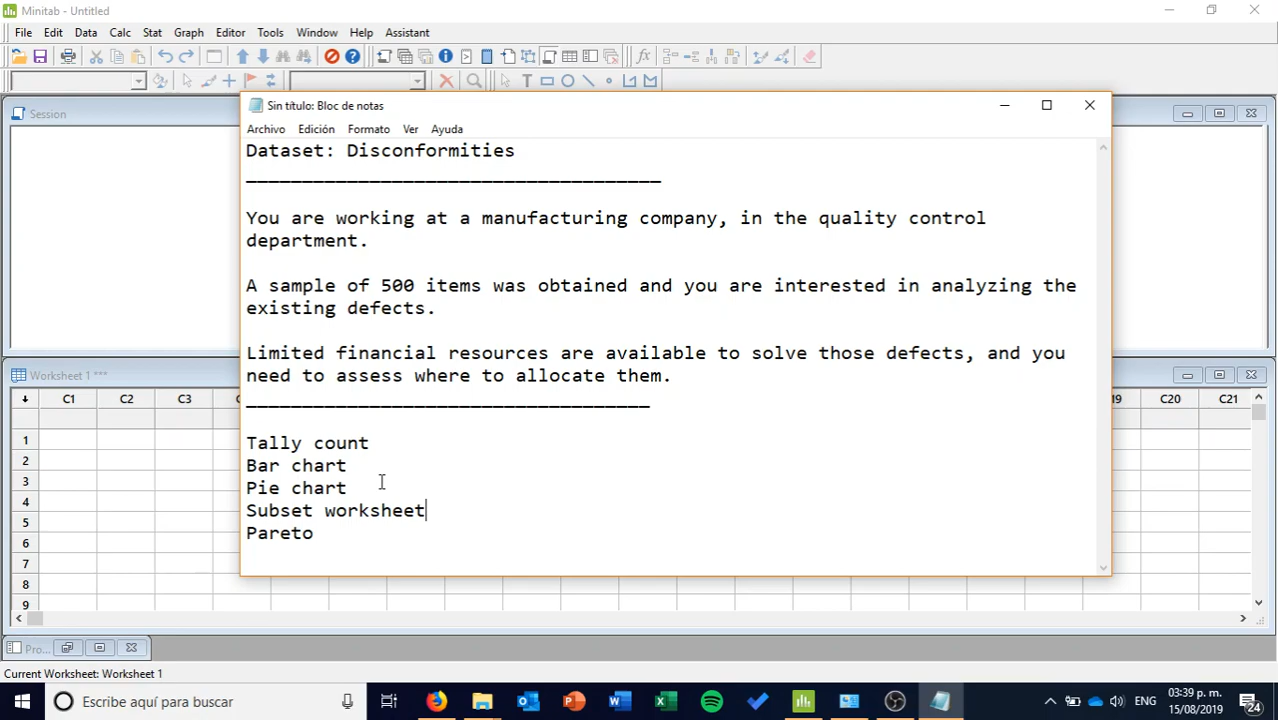 Minitab - Untitled
File Edit Data Calc Stat Graph Editor Tools Window Help Assistant
Session
Sin título: Bloc de notas
Archivo Edición Formato Ver Ayuda
Dataset: Disconformities
_____________________________________
You are working at a manufacturing company, in the quality control
department.
A sample of 500 items was obtained and you are interested in analyzing the
existing defects.
Limited financial resources are available to solve those defects, and you
need to assess where to allocate them.
____________________________________
Tally count
Bar chart
Pie chart
Subset worksheet
Pareto
Worksheet 1 ***
C1 C2 C3 C20 C21
1
2
3
4
5
6
7
8
9
Pro...
Current Worksheet: Worksheet 1
Escribe aquí para buscar
ENG
03:39 p. m.
15/08/2019
24